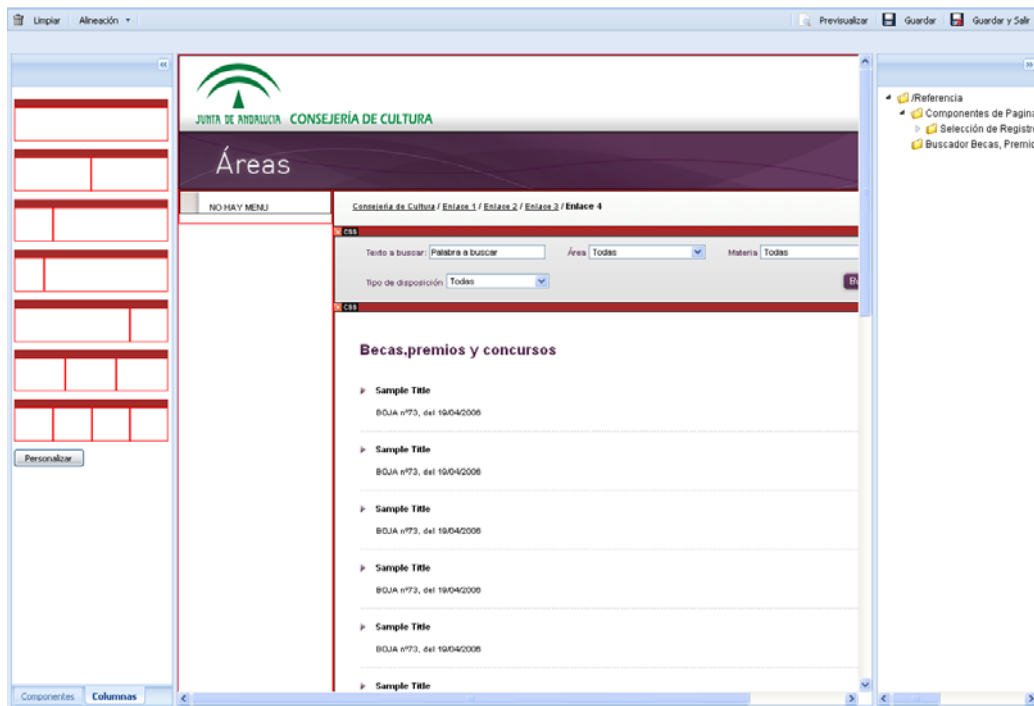 Limpiar Alineación Previsualizar Guardar Guardar y Salir
/Referencia
Componentes de Pagina
Selección de Registr
Buscador Becas, Premio
JUNTA DE ANDALUCIA CONSEJERÍA DE CULTURA
Áreas
NO HAY MENU
Consejería de Cultura / Enlace 1 / Enlace 2 / Enlace 3 / Enlace 4
CSS
Texto a buscar: Palabra a buscar Área Todas Materia Todas
Tipo de disposición Todas
CSS
Becas,premios y concursos
Sample Title
BOJA nº73, del 19/04/2006
Sample Title
BOJA nº73, del 19/04/2006
Sample Title
BOJA nº73, del 19/04/2006
Sample Title
BOJA nº73, del 19/04/2006
Sample Title
BOJA nº73, del 19/04/2006
Sample Title
Personalizar
Componentes Columnas